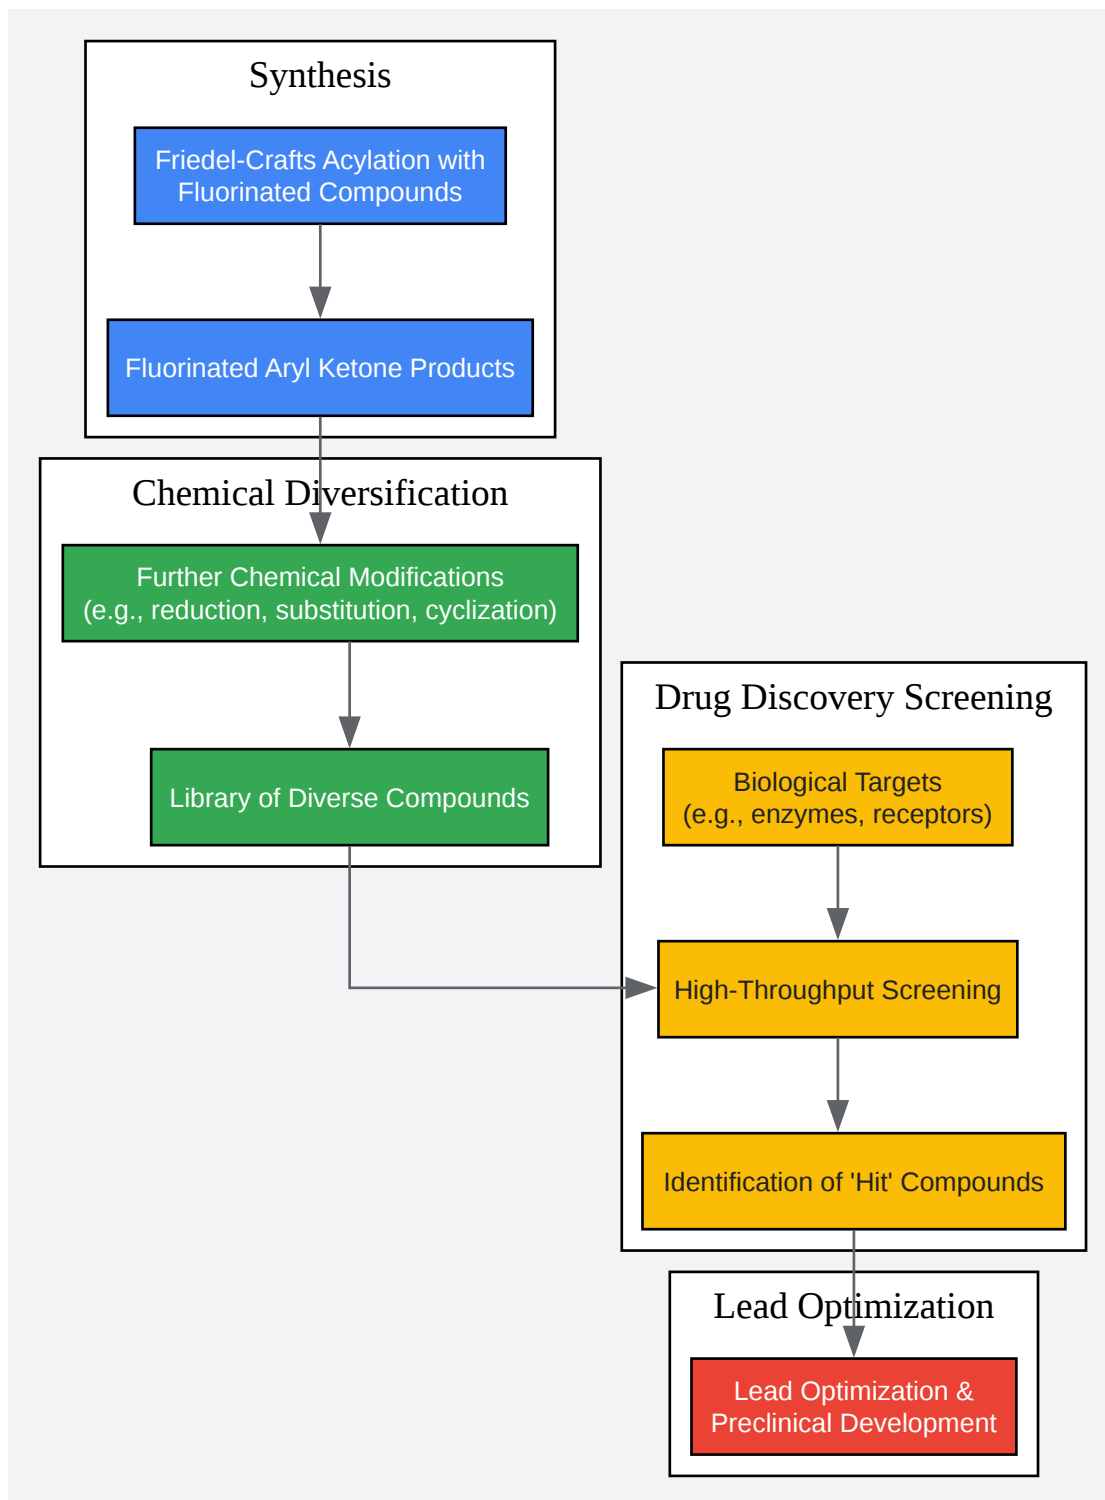 Synthesis
Friedel-Crafts Acylation with
Fluorinated Compounds
Fluorinated Aryl Ketone Products
Chemical Diversification
Further Chemical Modifications
(e.g., reduction, substitution, cyclization)
Library of Diverse Compounds
Drug Discovery Screening
Biological Targets
(e.g., enzymes, receptors)
High-Throughput Screening
Identification of 'Hit' Compounds
Lead Optimization
Lead Optimization &
Preclinical Development